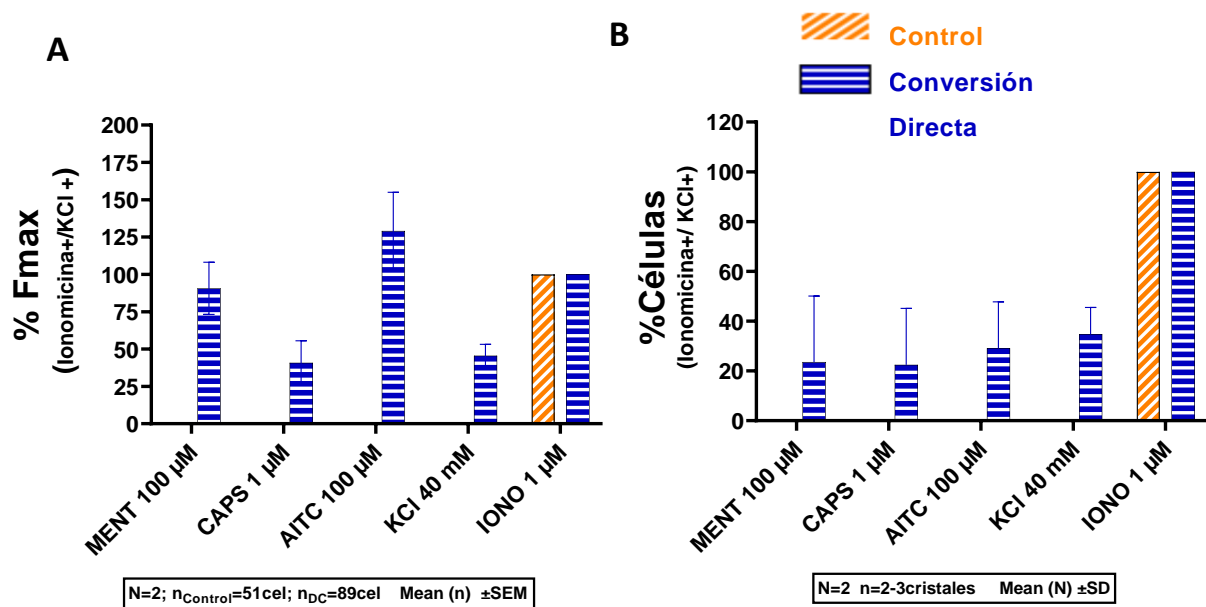 A
B
Control
Conversión
Directa
% Fmax
(Ionomicina+/KCl +)
200
175
150
125
100
75
50
25
0
MENT 100 µM
CAPS 1 µM
AITC 100 µM
KCl 40 mM
IONO 1 µM
N=2; nControl=51cel; nDC=89cel Mean (n) ±SEM
%Células
(Ionomicina+/ KCl+)
120
100
80
60
40
20
0
MENT 100 µM
CAPS 1 µM
AITC 100 µM
KCl 40 mM
IONO 1 µM
N=2 n=2-3cristales Mean (N) ±SD